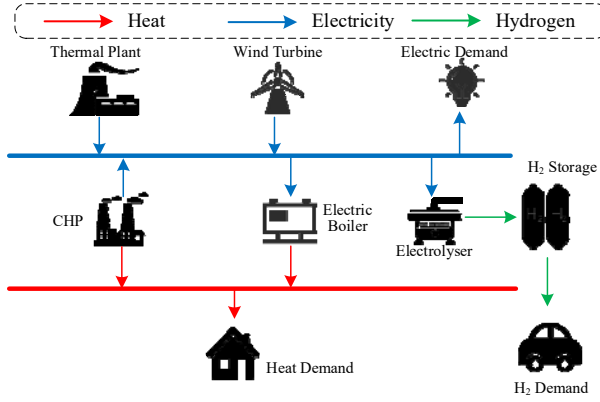 Heat Electricity Hydrogen
Thermal Plant Wind Turbine Electric Demand
H₂ Storage
CHP
Electric
Boiler
Electrolyser
Heat Demand
H₂ Demand